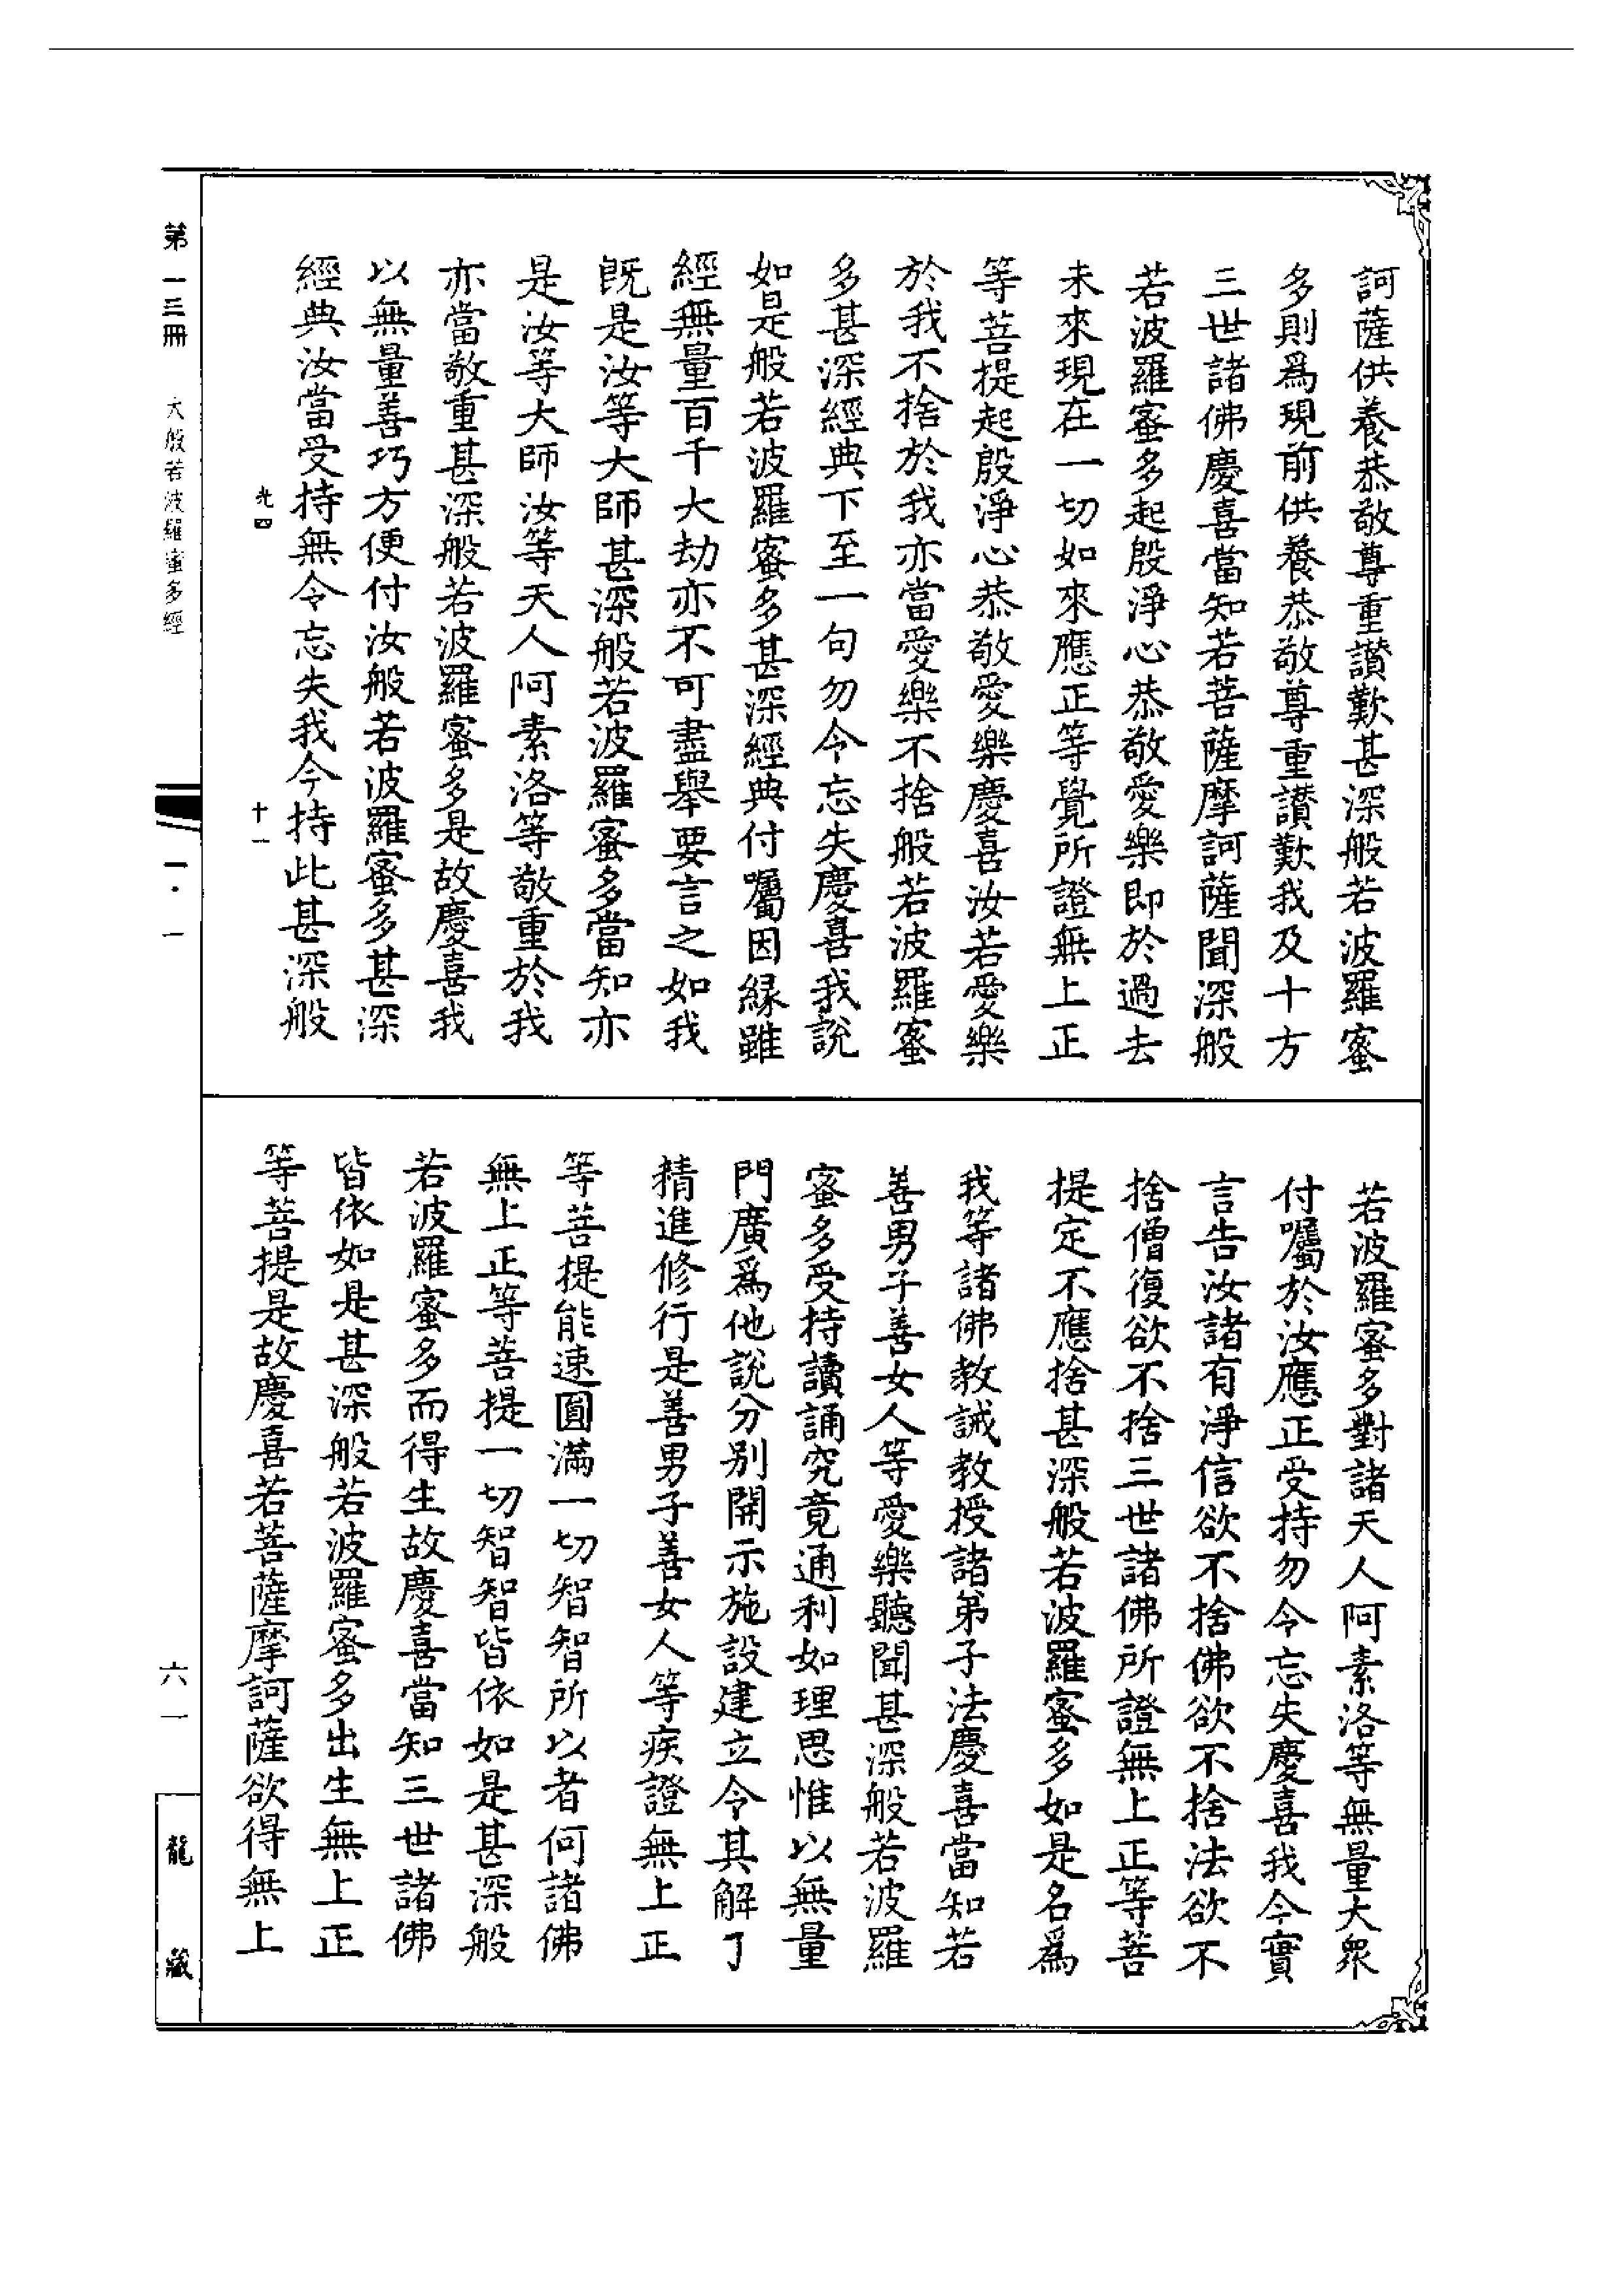 訶薩供養恭敬尊重讃歎甚深般若波羅蜜
多則爲現前供養恭敬尊重讃歎我及十方
三世諸佛慶喜當知若菩薩摩訶薩聞深般
若波羅蜜多起殷淨心恭敬愛樂即於過去
未來現在一切如來應正等覺所證無上正
等菩提起殷淨心恭敬愛樂慶喜汝若愛樂
於我不捨於我亦當愛樂不捨般若波羅蜜
多甚深經典下至一句勿令忘失慶喜我說
如是般若波羅蜜多甚深經典付囑因緣雖
經無量百千大劫亦不可盡舉要言之如我
既是汝等大師甚深般若波羅蜜多當知亦
是汝等大師汝等天人阿素洛等敬重於我
亦當敬重甚深般若波羅蜜多是故慶喜我
以無量善巧方便付汝般若波羅蜜多甚深
經典汝當受持無令忘失我今持此甚深般
光四 十一
若波羅蜜多對諸天人阿素洛等無量大衆
付囑於汝應正受持勿令忘失慶喜我今實
言告汝諸有淨信欲不捨佛欲不捨法欲不
捨僧復欲不捨三世諸佛所證無上正等菩
提定不應捨甚深般若波羅蜜多如是名爲
我等諸佛教誡教授諸弟子法慶喜當知若
善男子善女人等愛樂聽聞甚深般若波羅
蜜多受持讀誦究竟通利如理思惟以無量
門廣爲他說分別開示施設建立令其解了
精進修行是善男子善女人等疾證無上正
等菩提能速圓滿一切智智所以者何諸佛
無上正等菩提一切智智皆依如是甚深般
若波羅蜜多而得生故慶喜當知三世諸佛
皆依如是甚深般若波羅蜜多出生無上正
等菩提是故慶喜若菩薩摩訶薩欲得無上
第一三冊 大般若波羅蜜多經 一·一 六一 龍藏